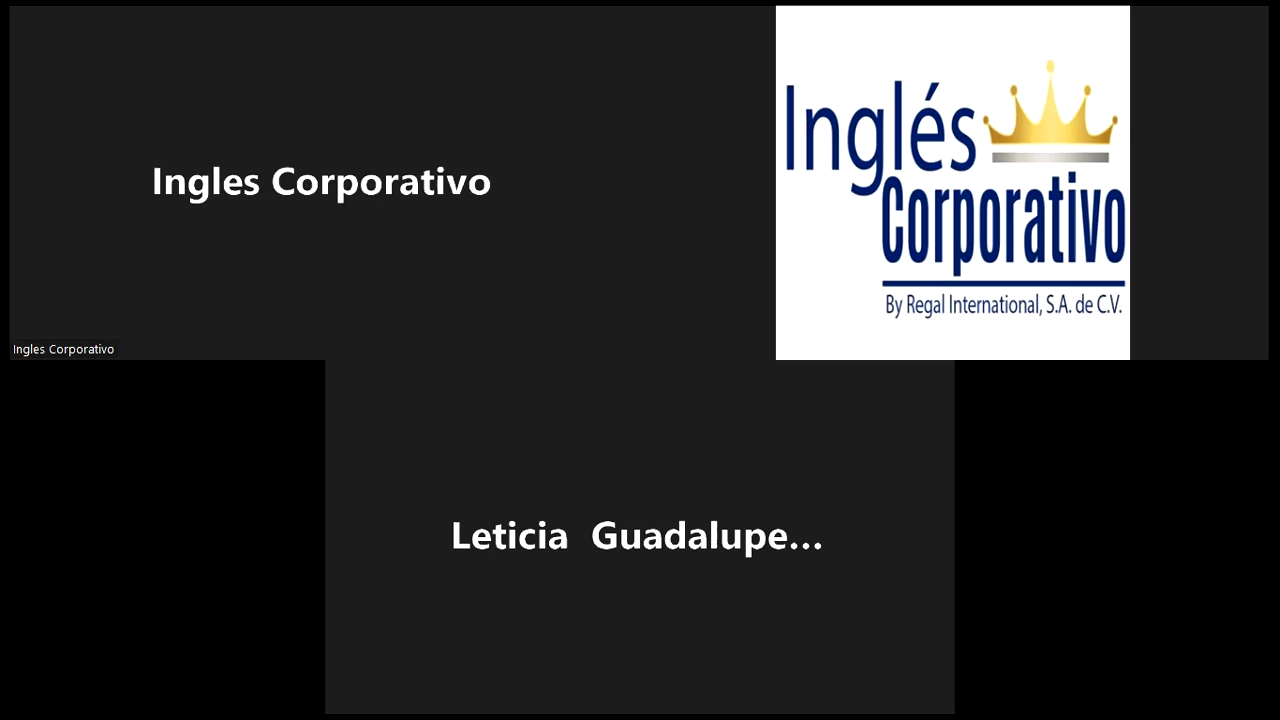 Ingles Corporativo
Inglés
Corporativo
By Regal International, S.A. de C.V.
Ingles Corporativo
Leticia  Guadalupe...